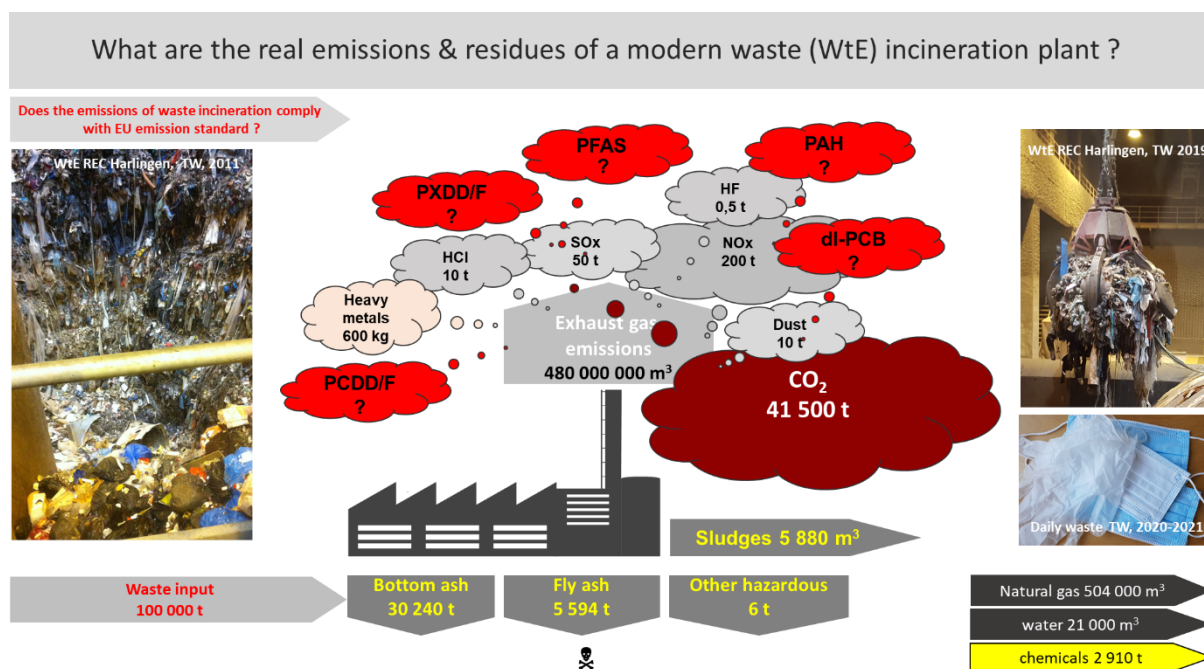 What are the real emissions & residues of a modern waste (WtE) incineration plant ?
Does the emissions of waste incineration comply
with EU emission standard ?
WtE REC Harlingen, TW, 2011
PFAS
?
PAH
?
WtE REC Harlingen, TW 2019
PXDD/F
?
HF
0,5 t
HCl
10 t
SOx
50 t
NOx
200 t
dl-PCB
?
Heavy
metals
600 kg
Exhaust gas
emissions
480 000 000 m³
Dust
10 t
PCDD/F
?
CO₂
41 500 t
Daily waste TW, 2020-2021
Sludges 5 880 m³
Waste input
100 000 t
Bottom ash
30 240 t
Fly ash
5 594 t
Other hazardous
6 t
Natural gas 504 000 m³
water 21 000 m³
chemicals 2 910 t